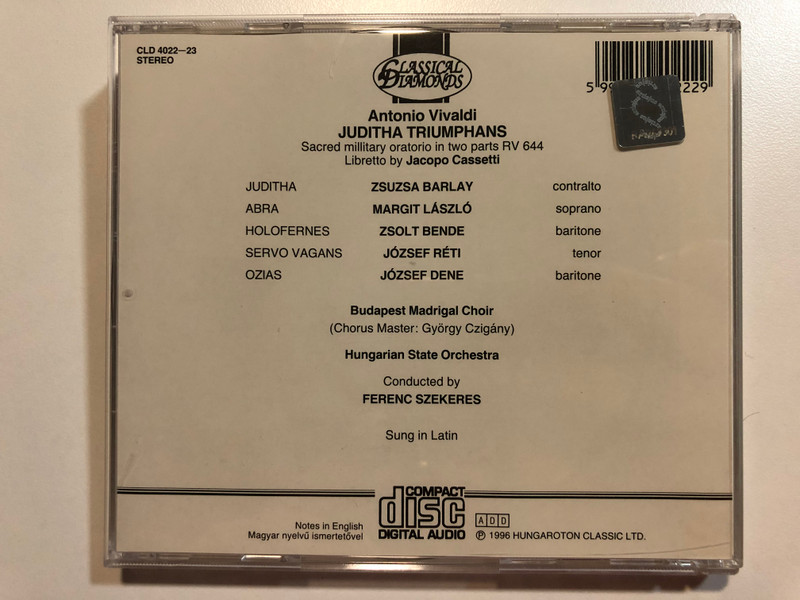 CLD 4022—23
STEREO
CLASSICAL
DIAMONDS
Antonio Vivaldi
JUDITHA TRIUMPHANS
Sacred millitary oratorio in two parts RV 644
Libretto by Jacopo Cassetti
JUDITHA ZSUZSA BARLAY contralto
ABRA MARGIT LÁSZLÓ soprano
HOLOFERNES ZSOLT BENDE baritone
SERVO VAGANS JÓZSEF RÉTI tenor
OZIAS JÓZSEF DENE baritone
Budapest Madrigal Choir
(Chorus Master: György Czigány)
Hungarian State Orchestra
Conducted by
FERENC SZEKERES
Sung in Latin
COMPACT
disc
DIGITAL AUDIO
Notes in English
Magyar nyelvű ismertetővel
ADD
℗ 1996 HUNGAROTON CLASSIC LTD.